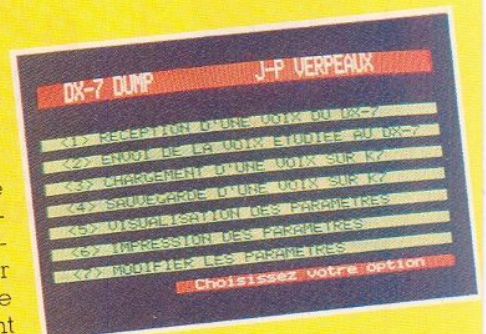 DX-7 DUMP J-P VERPEAUX
<1> RECEPTION D'UNE VOIX DU DX-7
<2> ENVOI DE LA VOIX ETUDIEE AU DX-7
<3> CHARGEMENT D'UNE VOIX SUR K7
<4> SAUVEGARDE D'UNE VOIX SUR K7
<5> VISUALISATION DES PARAMETRES
<6> IMPRESSION DES PARAMETRES
<7> MODIFIER LES PARAMETRES
Choisissez votre option